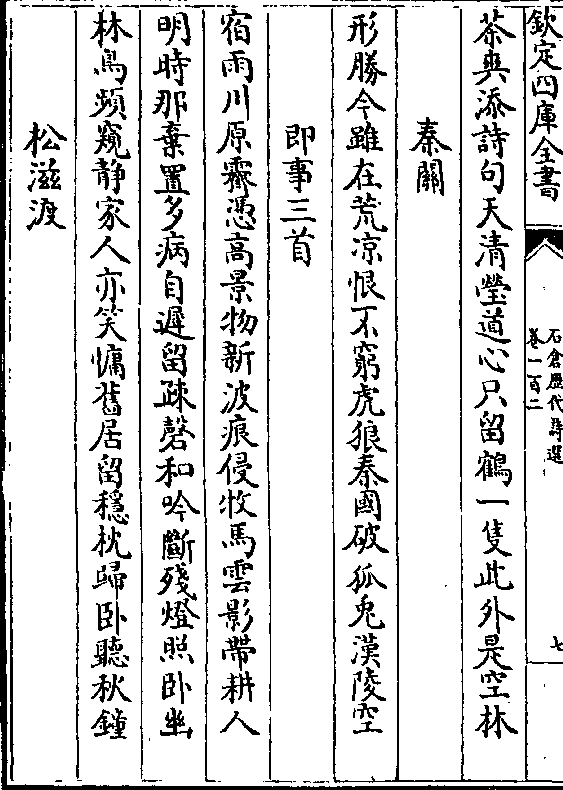 欽定四庫全書
石倉歷代詩選
卷一百二
七
茶興添詩句天清瑩道心只留鶴一隻此外是空林
秦關
形勝今雖在荒凉恨不窮虎狼秦國破狐兎漢陵空
即事三首
宿雨川原霽憑高景物新波痕侵牧馬雲影帶耕人
明時那棄置多病自遲留疎磬和吟斷殘燈照卧幽
林鳥頻窺静家人亦笑慵舊居留穩枕歸卧聽秋鐘
松滋渡